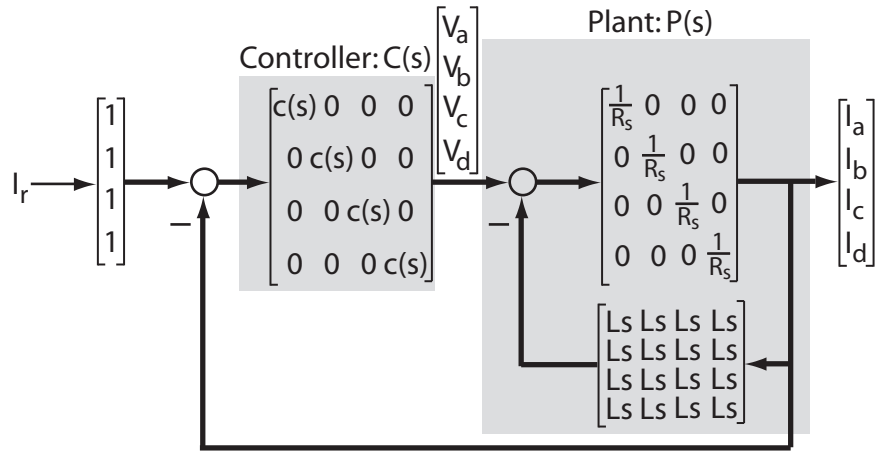 Plant: P(s)
Controller: C(s)
V_a
V_b
V_c
V_d
c(s) 0 0 0
0 c(s) 0 0
0 0 c(s) 0
0 0 0 c(s)
1/R_s 0 0 0
0 1/R_s 0 0
0 0 1/R_s 0
0 0 0 1/R_s
I_r
1
1
1
1
−
−
I_a
I_b
I_c
I_d
Ls Ls Ls Ls
Ls Ls Ls Ls
Ls Ls Ls Ls
Ls Ls Ls Ls